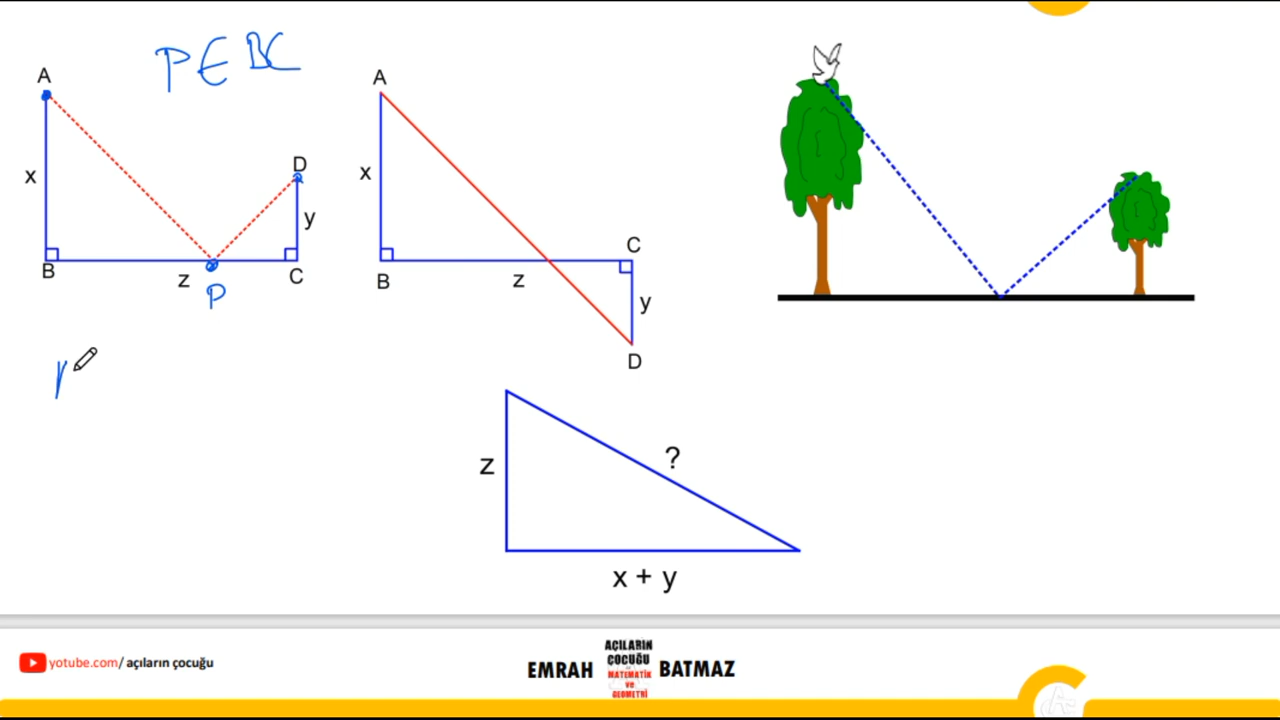 P ∈ BC
A
x
B
z
P
C
y
D
A
x
B
z
C
y
D
z
?
x + y
yotube.com/ açıların çocuğu
EMRAH
AÇILARIN
ÇOCUĞU
MATEMATİK
ve
GEOMETRİ
BATMAZ